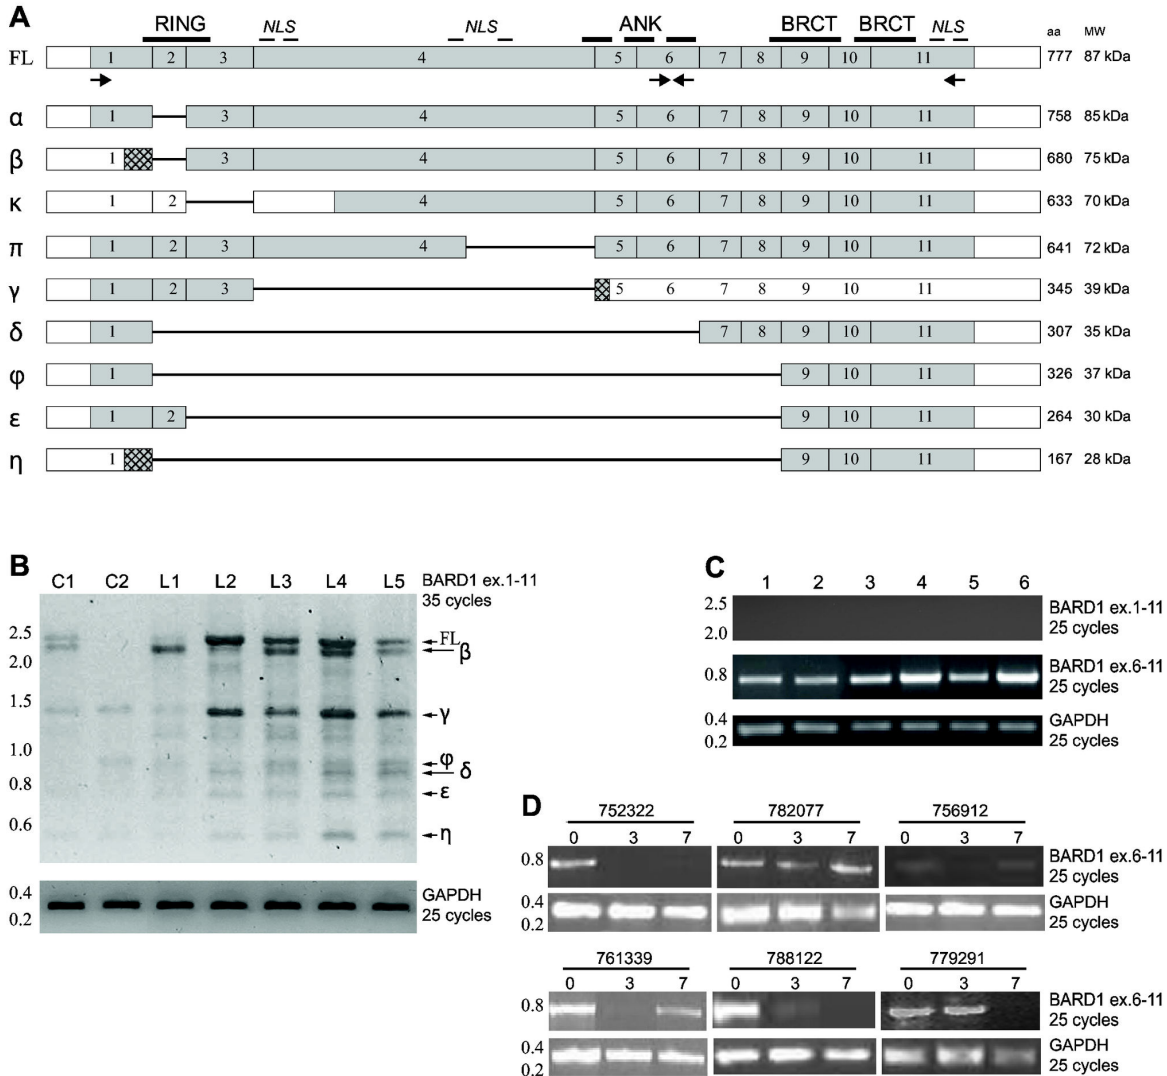 A
RING NLS NLS ANK BRCT BRCT NLS aa MW
FL 1 2 3 4 5 6 7 8 9 10 11 777 87 kDa
α 1 3 4 5 6 7 8 9 10 11 758 85 kDa
β 1 3 4 5 6 7 8 9 10 11 680 75 kDa
κ 1 2 4 5 6 7 8 9 10 11 633 70 kDa
π 1 2 3 4 5 6 7 8 9 10 11 641 72 kDa
γ 1 2 3 5 6 7 8 9 10 11 345 39 kDa
δ 1 7 8 9 10 11 307 35 kDa
φ 1 9 10 11 326 37 kDa
ε 1 2 9 10 11 264 30 kDa
η 1 9 10 11 167 28 kDa
B
C1 C2 L1 L2 L3 L4 L5 BARD1 ex.1-11
35 cycles
2.5 FL
2.0 β
1.5 γ
1.0 φ
0.8 δ
ε
0.6 η
0.4 GAPDH
0.2 25 cycles
C
1 2 3 4 5 6
2.5 BARD1 ex.1-11
2.0 25 cycles
0.8 BARD1 ex.6-11
25 cycles
0.4 GAPDH
0.2 25 cycles
D
752322 782077 756912
0 3 7 0 3 7 0 3 7
0.8 BARD1 ex.6-11
25 cycles
0.4 GAPDH
0.2 25 cycles
761339 788122 779291
0 3 7 0 3 7 0 3 7
0.8 BARD1 ex.6-11
25 cycles
0.4 GAPDH
0.2 25 cycles